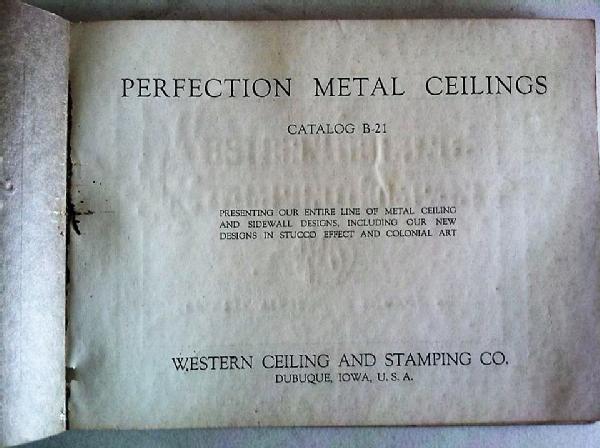 PERFECTION METAL CEILINGS
CATALOG B-21
PRESENTING OUR ENTIRE LINE OF METAL CEILING
AND SIDEWALL DESIGNS, INCLUDING OUR NEW
DESIGNS IN STUCCO EFFECT AND COLONIAL ART
WESTERN CEILING AND STAMPING CO.
DUBUQUE, IOWA, U. S. A.